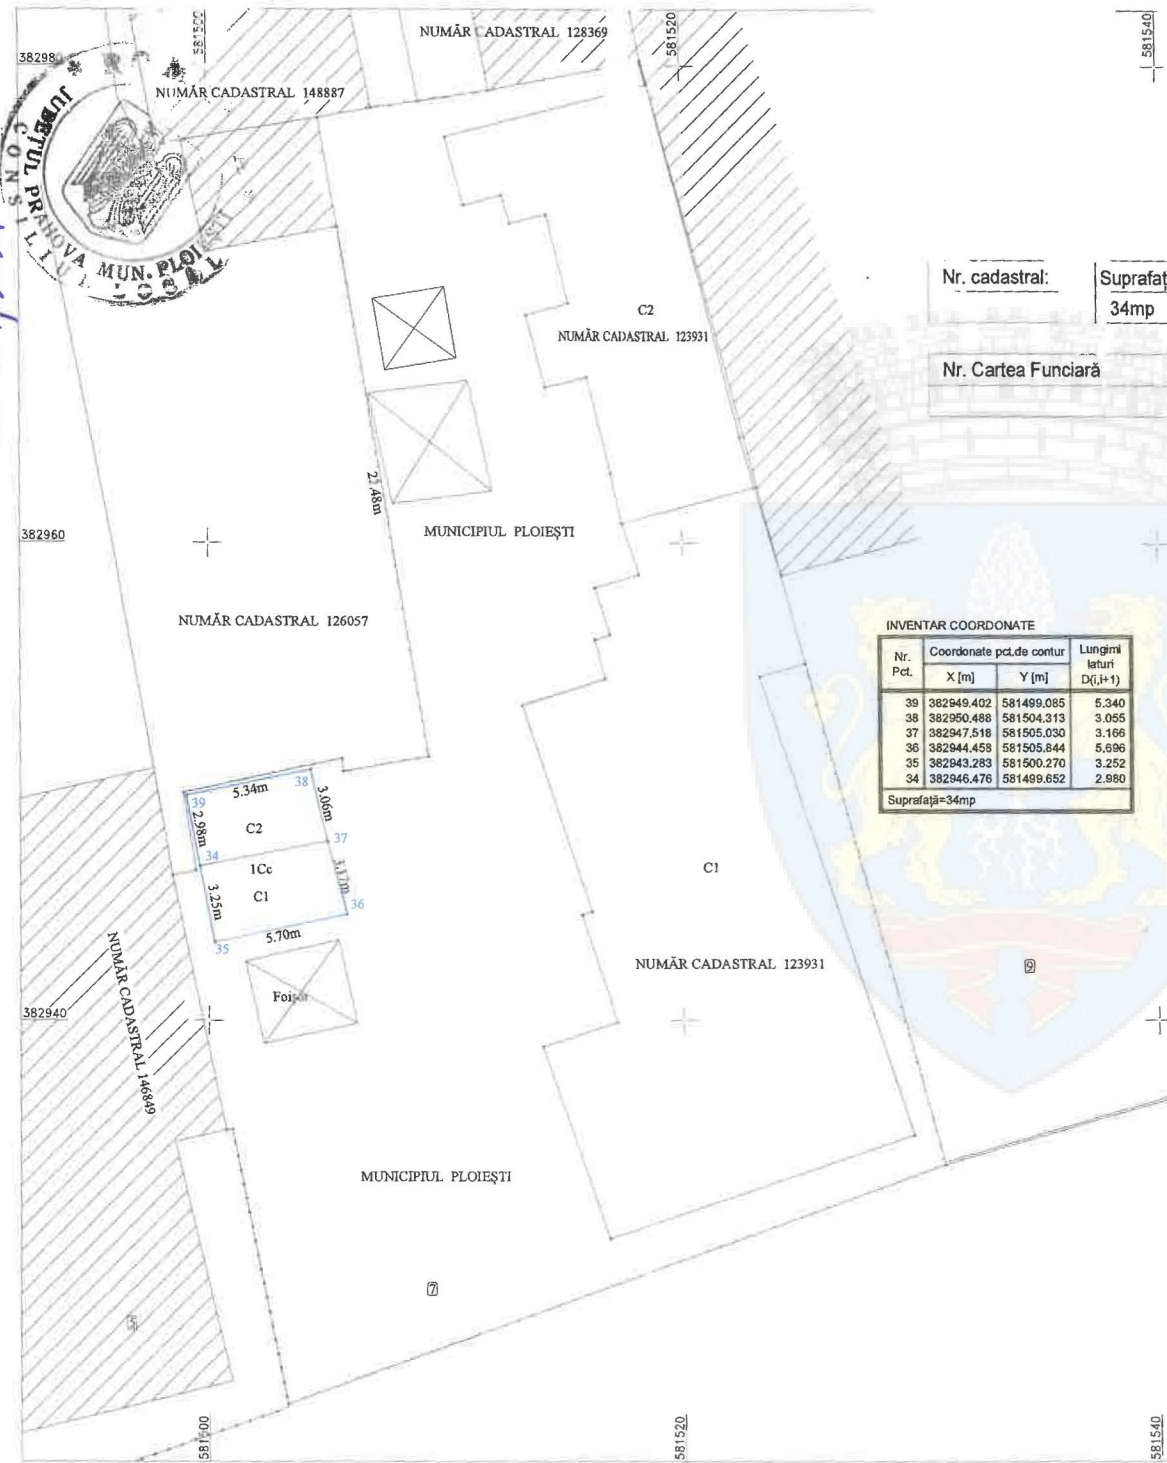 581500
581520
581540
NUMĂR CADASTRAL 128369
382980
NUMĂR CADASTRAL 148887
JUDEȚUL PRAHOVA MUN. PLOIEȘTI
CONSILIUL LOCAL
Nr. cadastral:
Suprafaț
34mp
C2
NUMĂR CADASTRAL 123931
Nr. Cartea Funciară
382960
MUNICIPIUL PLOIEȘTI
NUMĂR CADASTRAL 126057
INVENTAR COORDONATE
Nr. Pct. Coordonate pct.de contur Lungimi laturi D(i,i+1)
X [m] Y [m]
39 382949.402 581499.085 5.340
38 382950.488 581504.313 3.055
37 382947.518 581505.030 3.166
36 382944.458 581505.844 5.696
35 382943.283 581500.270 3.252
34 382946.476 581499.652 2.980
Suprafață=34mp
39
5.34m
38
2.98m
3.06m
C2
37
34
1Cc
3.17m
C1
3.25m
36
5.70m
35
C1
NUMĂR CADASTRAL 123931
9
382940
NUMĂR CADASTRAL 146849
MUNICIPIUL PLOIEȘTI
7
5
581500
581520
581540